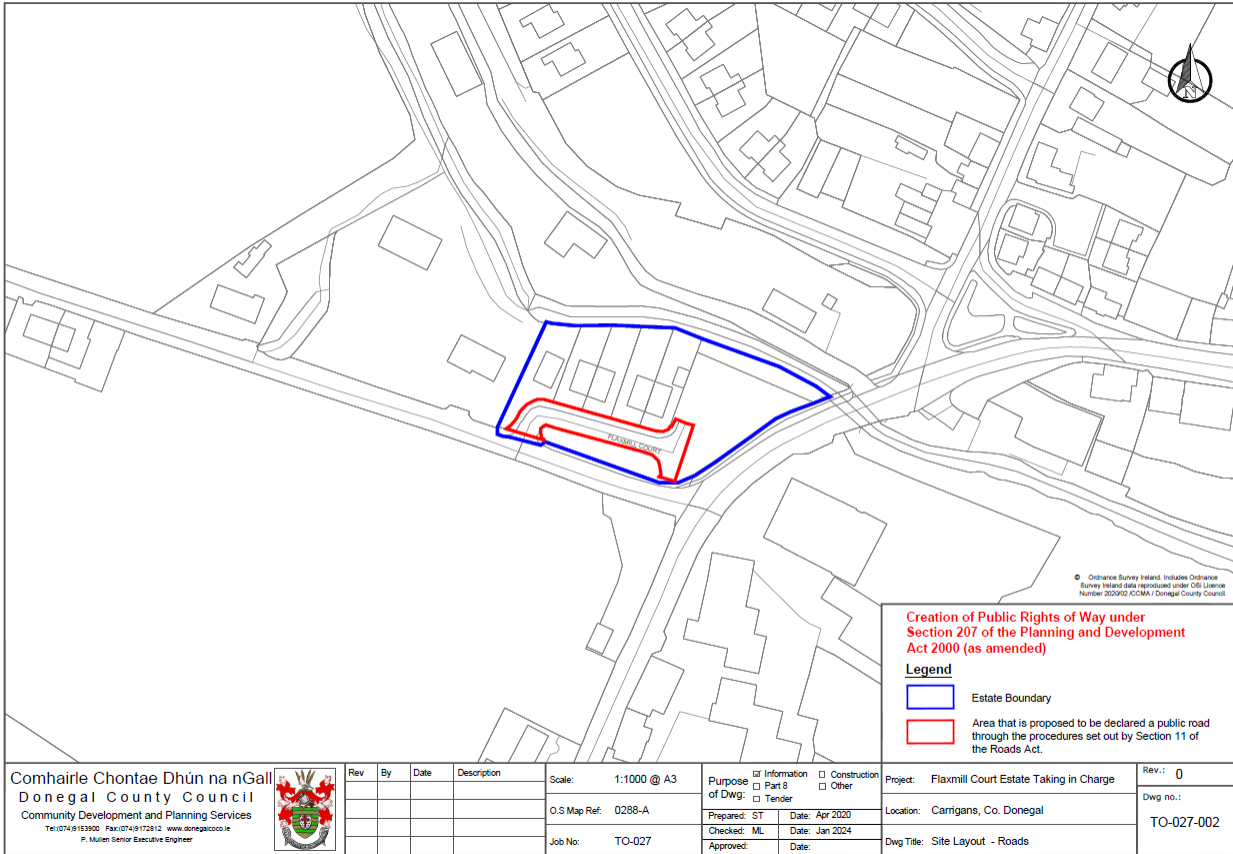 N
FLAXMILL COURT
© Ordnance Survey Ireland. Includes Ordnance
Survey Ireland data reproduced under OSi Licence
Number 2020/02 /CCMA / Donegal County Council.
Creation of Public Rights of Way under
Section 207 of the Planning and Development
Act 2000 (as amended)
Legend
Estate Boundary
Area that is proposed to be declared a public road
through the procedures set out by Section 11 of
the Roads Act.
Comhairle Chontae Dhún na nGall
Donegal County Council
Community Development and Planning Services
Tel:(074)9153900 Fax:(074)9172812 www.donegalcoco.ie
P. Mullen Senior Executive Engineer
Rev By Date Description
Scale: 1:1000 @ A3
O.S Map Ref: 0288-A
Job No: TO-027
Purpose of Dwg:
Information
Part 8
Tender
Construction
Other
Prepared: ST Date: Apr 2020
Checked: ML Date: Jan 2024
Approved: Date:
Project: Flaxmill Court Estate Taking in Charge
Location: Carrigans, Co. Donegal
Dwg Title: Site Layout - Roads
Rev.: 0
Dwg no.:
TO-027-002